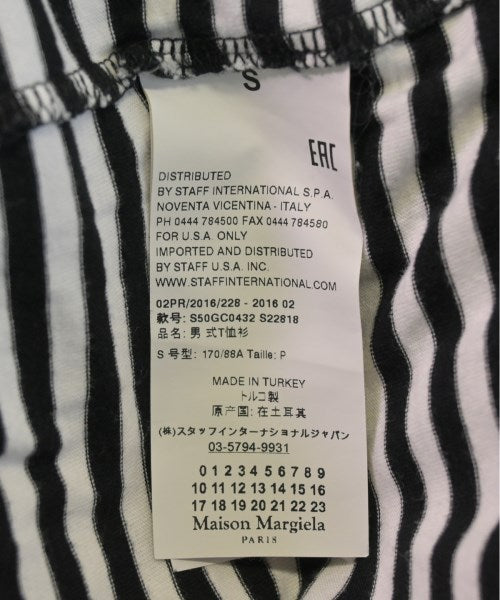 S
EAC
DISTRIBUTED
BY STAFF INTERNATIONAL S.P.A.
NOVENTA VICENTINA - ITALY
PH 0444 784500 FAX 0444 784580
FOR U.S.A. ONLY
IMPORTED AND DISTRIBUTED
BY STAFF U.S.A. INC.
WWW.STAFFINTERNATIONAL.COM
02PR/2016/228 - 2016 02
款号: S50GC0432 S22818
品名: 男 式T恤衫
S 号型: 170/88A Taille: P
MADE IN TURKEY
トルコ製
原产国: 在土耳其
(株)スタッフインターナショナルジャパン
03-5794-9931
0 1 2 3 4 5 6 7 8 9
10 11 12 13 14 15 16
17 18 19 20 21 22 23
Maison Margiela
PARIS